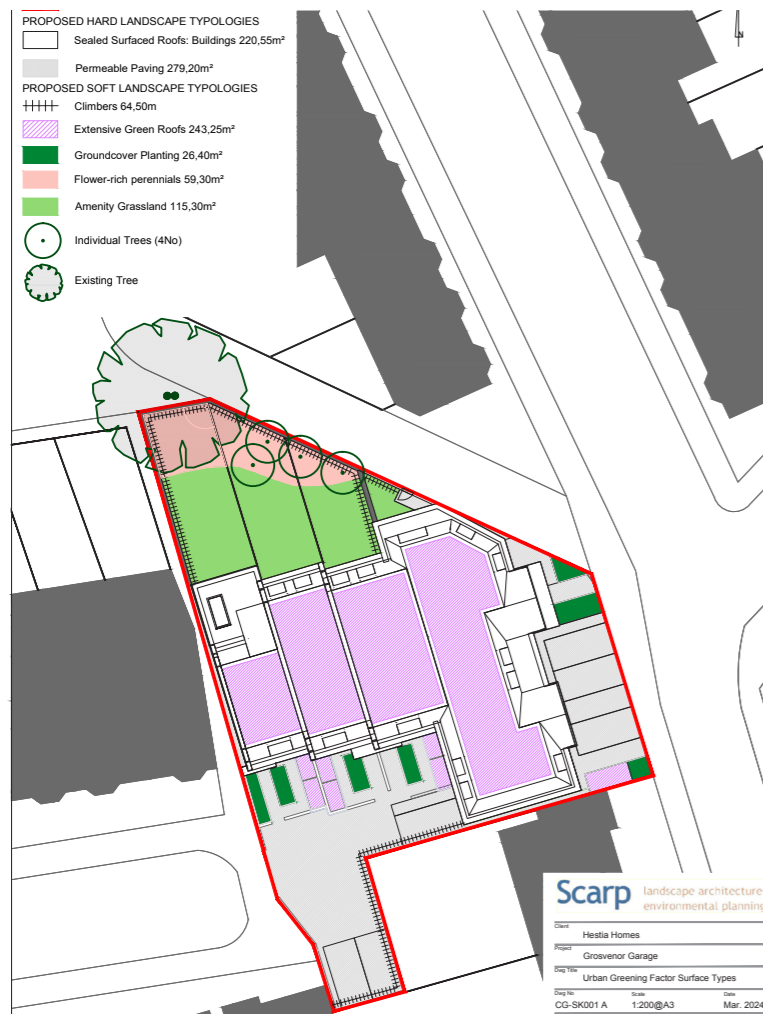 PROPOSED HARD LANDSCAPE TYPOLOGIES
Sealed Surfaced Roofs: Buildings 220,55m²
Permeable Paving 279,20m²
PROPOSED SOFT LANDSCAPE TYPOLOGIES
Climbers 64,50m
Extensive Green Roofs 243,25m²
Groundcover Planting 26,40m²
Flower-rich perennials 59,30m²
Amenity Grassland 115,30m²
Individual Trees (4No)
Existing Tree
N
Scarp landscape architecture
environmental planning
Client
Hestia Homes
Project
Grosvenor Garage
Dwg Title
Urban Greening Factor Surface Types
Dwg No Scale Date
CG-SK001 A 1:200@A3 Mar. 2024